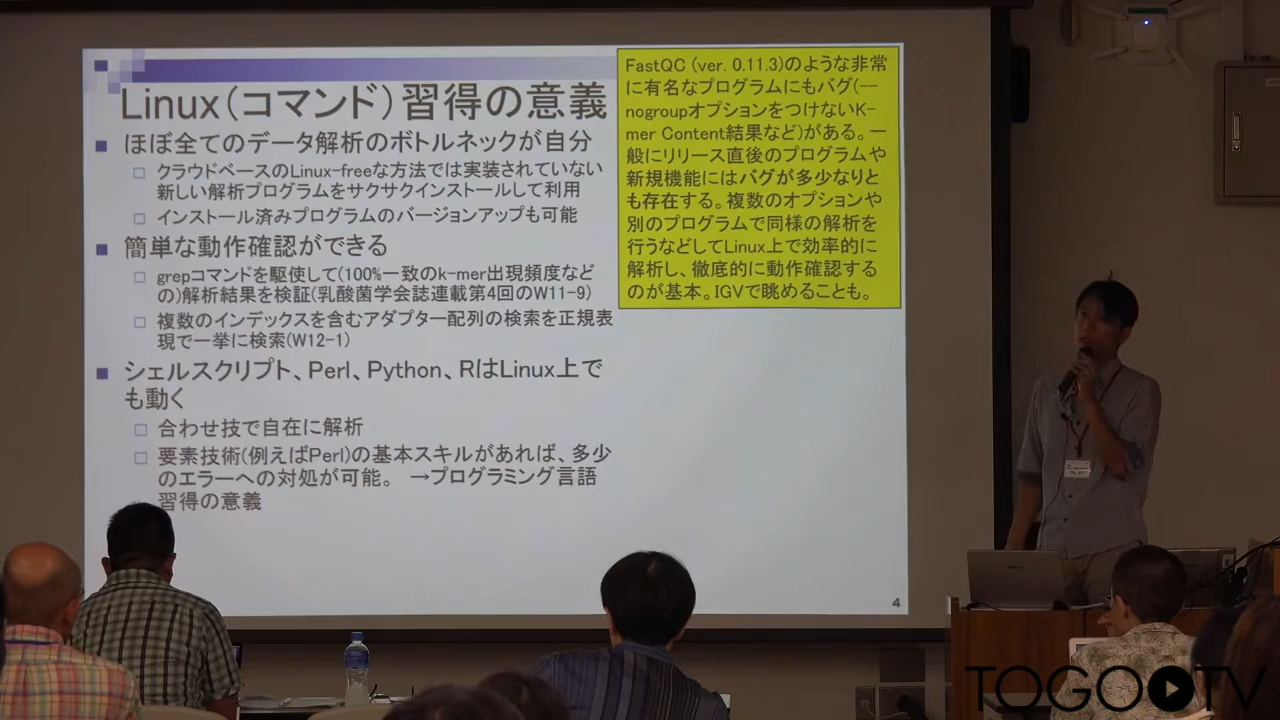 Linux(コマンド)習得の意義
ほぼ全てのデータ解析のボトルネックが自分
クラウドベースのLinux-freeな方法では実装されていない
新しい解析プログラムをサクサクインストールして利用
インストール済みプログラムのバージョンアップも可能
簡単な動作確認ができる
grepコマンドを駆使して(100%一致のk-mer出現頻度など
の)解析結果を検証(乳酸菌学会誌連載第4回のW11-9)
複数のインデックスを含むアダプター配列の検索を正規表
現で一挙に検索(W12-1)
シェルスクリプト、Perl、Python、RはLinux上で
も動く
合わせ技で自在に解析
要素技術(例えばPerl)の基本スキルがあれば、多少
のエラーへの対処が可能。 →プログラミング言語
習得の意義
FastQC (ver. 0.11.3)のような非常
に有名なプログラムにもバグ(--
nogroupオプションをつけないK-
mer Content結果など)がある。一
般にリリース直後のプログラムや
新規機能にはバグが多少なりと
も存在する。複数のオプションや
別のプログラムで同様の解析を
行うなどしてLinux上で効率的に
解析し、徹底的に動作確認する
のが基本。IGVで眺めることも。
4
TOGOTV